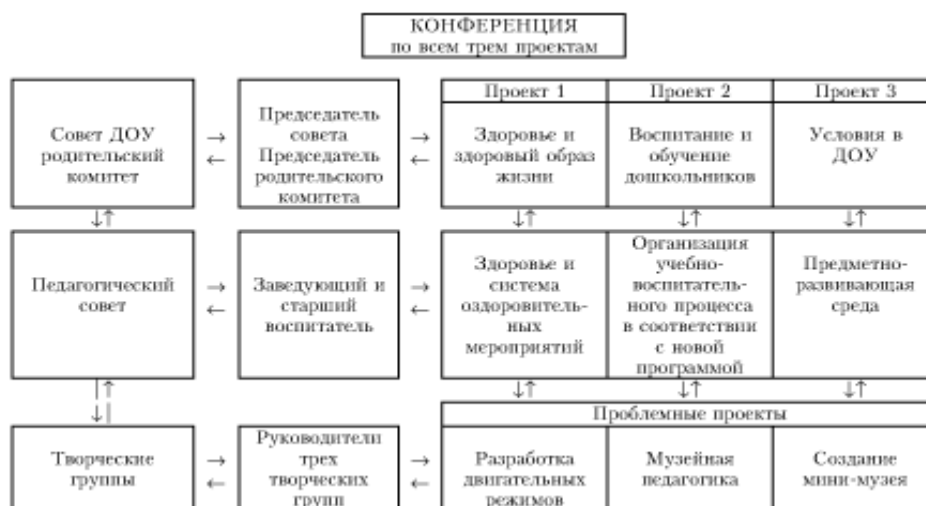 КОНФЕРЕНЦИЯ
по всем трем проектам
Проект 1
Проект 2
Проект 3
Совет ДОУ
родительский
комитет
→
←
Председатель
совета
Председатель
родительского
комитета
→
←
Здоровье и
здоровый образ
жизни
Воспитание и
обучение
дошкольников
Условия в
ДОУ
↓↑
↓↑
↓↑
↓↑
Педагогический
совет
→
←
Заведующий и
старший
воспитатель
→
←
Здоровье и
система
оздоровитель-
ных
мероприятий
Организация
учебно-
воспитатель-
ного процесса
в соответствии
с новой
программой
Предметно-
развивающая
среда
|↑
↓|
↓↑
↓↑
↓↑
Проблемные проекты
Творческие
группы
→
←
Руководители
трех
творческих
групп
→
←
Разработка
двигательных
режимов
Музейная
педагогика
Создание
мини-музея